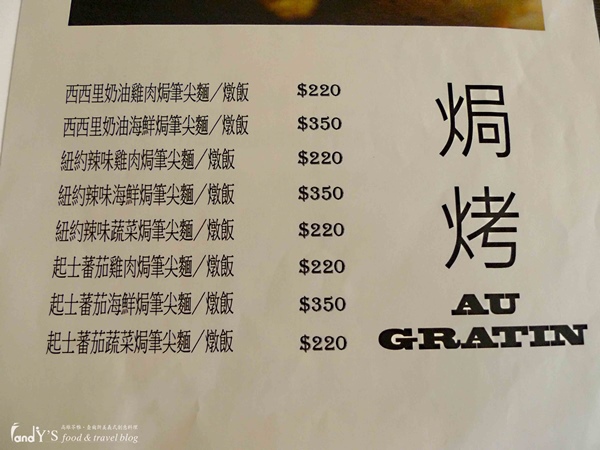 西西里奶油雞肉焗筆尖麵／燉飯 $220
西西里奶油海鮮焗筆尖麵／燉飯 $350
紐約辣味雞肉焗筆尖麵／燉飯 $220
紐約辣味海鮮焗筆尖麵／燉飯 $350
紐約辣味蔬菜焗筆尖麵／燉飯 $220
起士蕃茄雞肉焗筆尖麵／燉飯 $220
起士蕃茄海鮮焗筆尖麵／燉飯 $350
起士蕃茄蔬菜焗筆尖麵／燉飯 $220
焗
烤
AU
GRATIN
andy'S food & travel blog